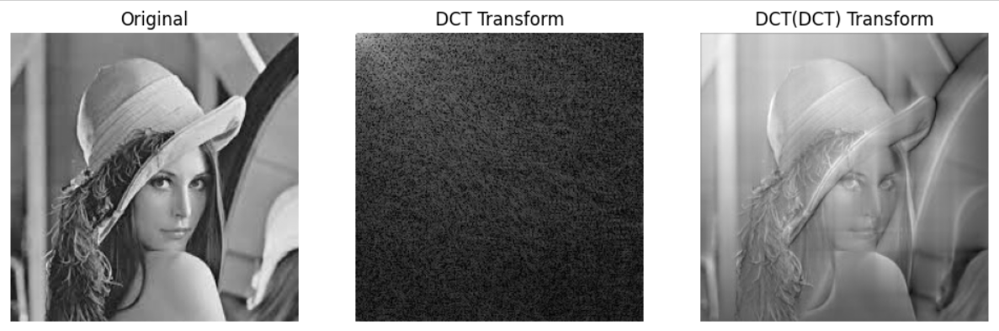 Original
DCT Transform
DCT(DCT) Transform